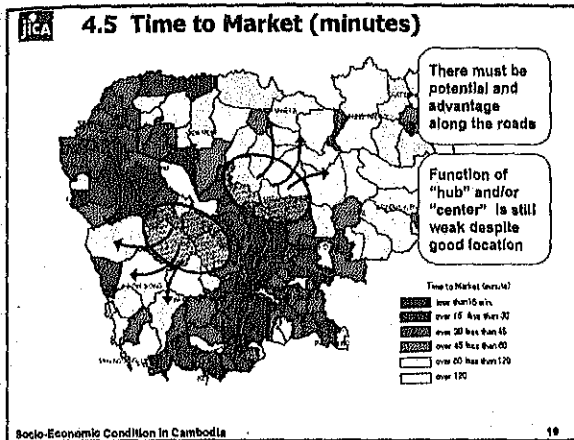 JICA
4.5 Time to Market (minutes)
There must be
potential and
advantage
along the roads
Function of
"hub" and/or
"center" is still
weak despite
good location
Time to Market (minute)
less than 15 min.
over 15 less than 30
over 30 less than 45
over 45 less than 60
over 60 less than 120
over 120
Socio-Economic Condition in Cambodia
19